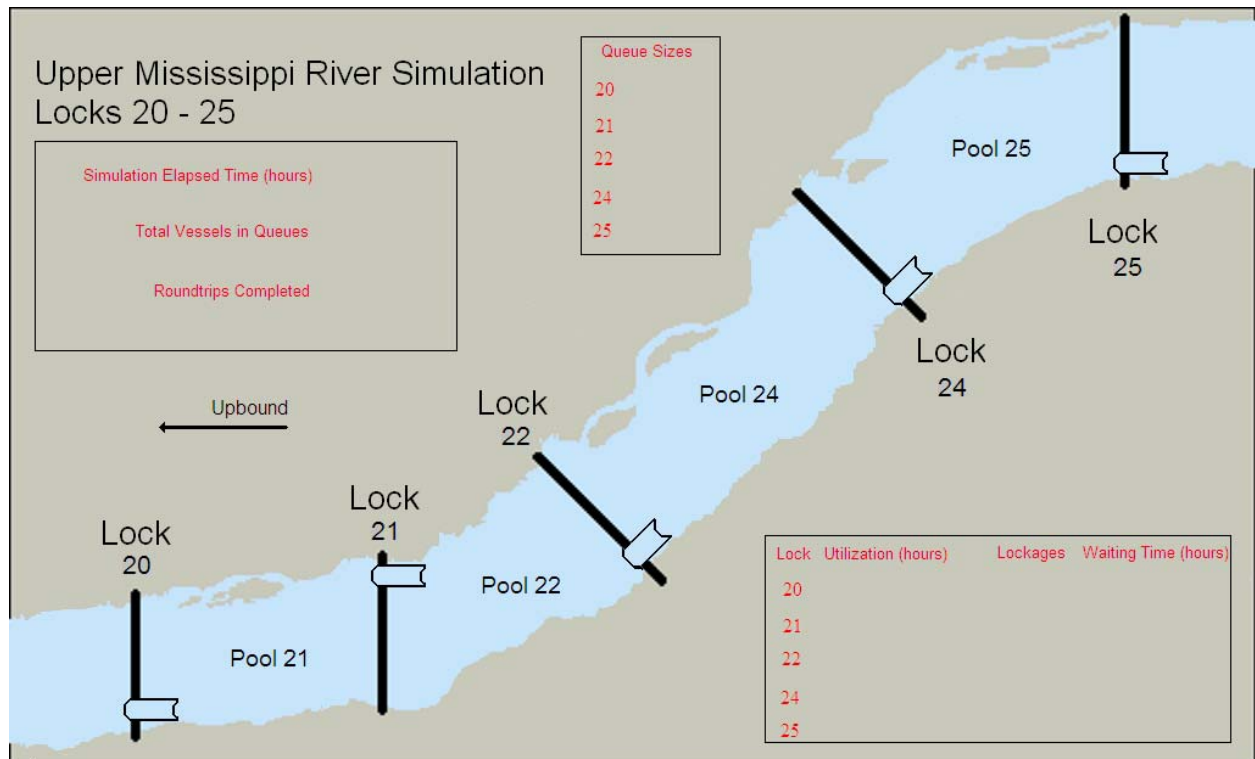 Upper Mississippi River Simulation
Locks 20 - 25
Simulation Elapsed Time (hours)
Total Vessels in Queues
Roundtrips Completed
Queue Sizes
20
21
22
24
25
Pool 25
Lock
25
Lock
24
Pool 24
Upbound
Lock
22
Lock
21
Lock
20
Pool 22
Pool 21
Lock Utilization (hours) Lockages Waiting Time (hours)
20
21
22
24
25